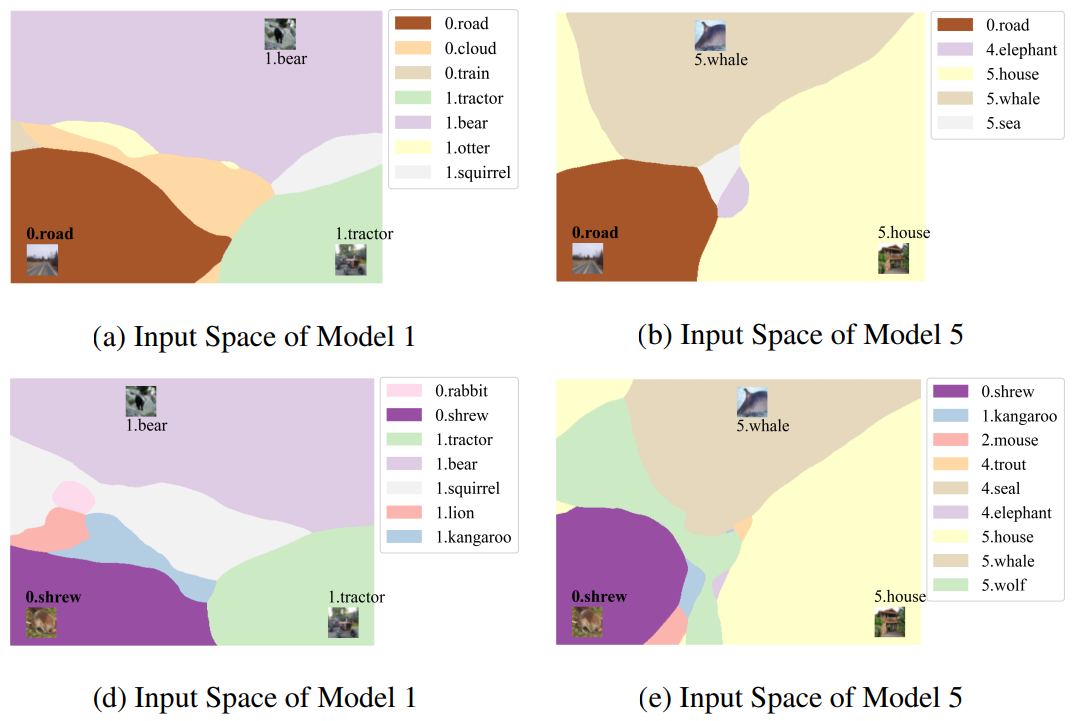 1.bear
0.road
1.tractor
0.road
0.cloud
0.train
1.tractor
1.bear
1.otter
1.squirrel
(a) Input Space of Model 1
5.whale
0.road
5.house
0.road
4.elephant
5.house
5.whale
5.sea
(b) Input Space of Model 5
1.bear
0.shrew
1.tractor
0.rabbit
0.shrew
1.tractor
1.bear
1.squirrel
1.lion
1.kangaroo
(d) Input Space of Model 1
5.whale
0.shrew
5.house
0.shrew
1.kangaroo
2.mouse
4.trout
4.seal
4.elephant
5.house
5.whale
5.wolf
(e) Input Space of Model 5